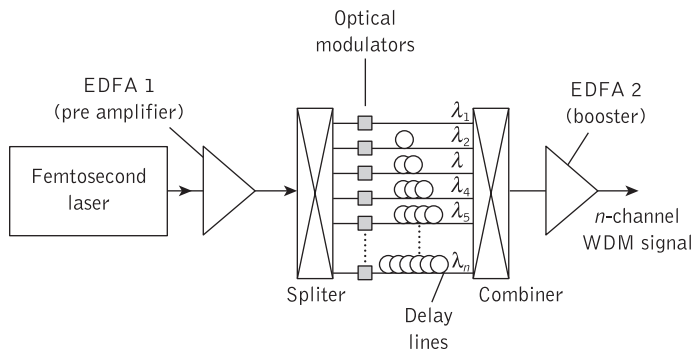 Optical
modulators
EDFA 1
(pre amplifier)
EDFA 2
(booster)
Femtosecond
laser
λ1
λ2
λ
λ4
λ5
λn
n-channel
WDM signal
Spliter
Combiner
Delay
lines